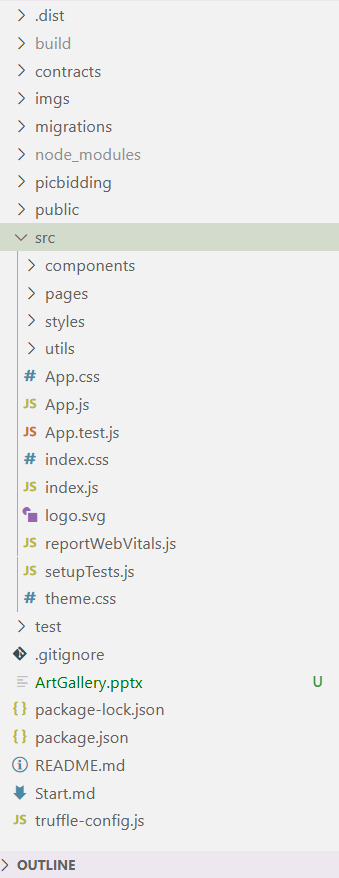 .dist
build
contracts
imgs
migrations
node_modules
picbidding
public
src
components
pages
styles
utils
# App.css
JS App.js
JS App.test.js
# index.css
JS index.js
logo.svg
JS reportWebVitals.js
JS setupTests.js
# theme.css
test
.gitignore
ArtGallery.pptx U
{} package-lock.json
{} package.json
README.md
Start.md
JS truffle-config.js
OUTLINE